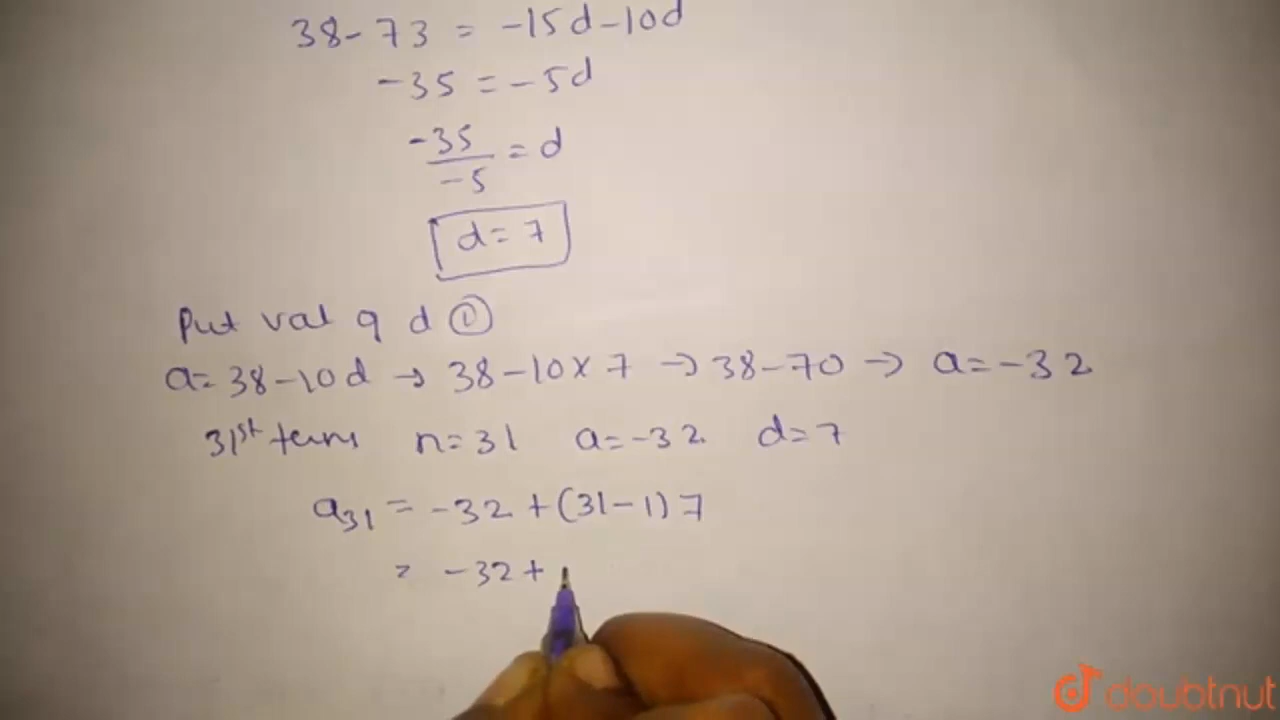 38-73 = -15d-10d
-35 = -5d
-35/-5 = d
d=7
Put val q d ①
a=38-10d → 38-10×7 → 38-70 → a=-32
31st term n=31 a=-32 d=7
a31 = -32+(31-1)7
= -32+
doubtnut